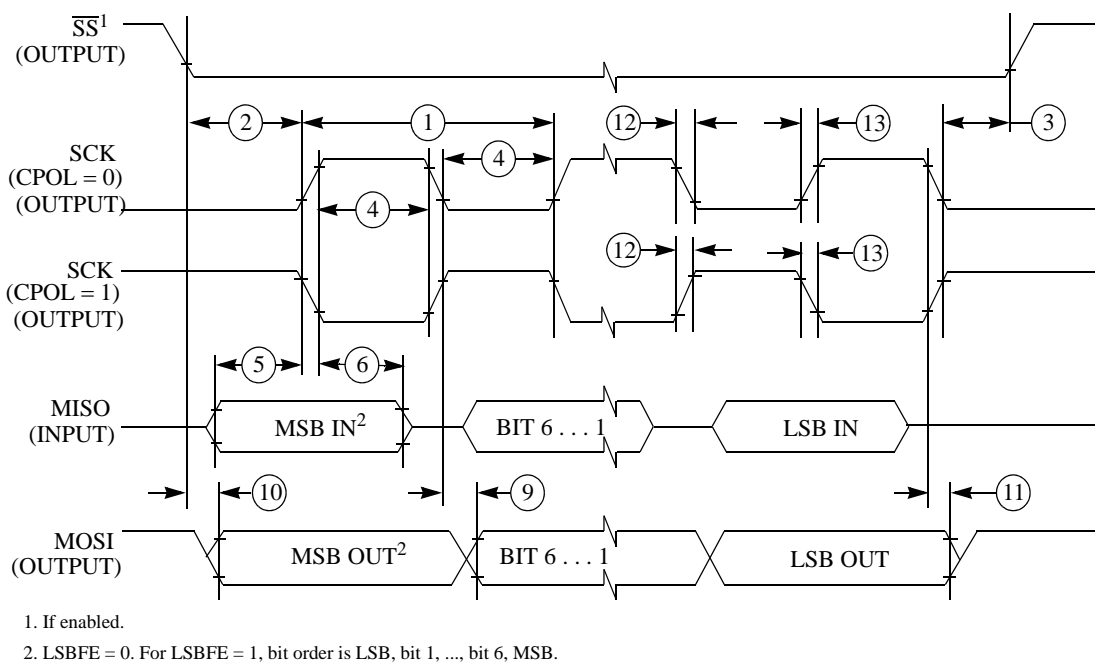 SS1
(OUTPUT)
2
1
12
13
3
SCK
(CPOL = 0)
(OUTPUT)
4
4
SCK
(CPOL = 1)
(OUTPUT)
12
13
5
6
MISO
(INPUT)
MSB IN2
BIT 6 . . . 1
LSB IN
10
9
11
MOSI
(OUTPUT)
MSB OUT2
BIT 6 . . . 1
LSB OUT
1. If enabled.
2. LSBFE = 0. For LSBFE = 1, bit order is LSB, bit 1, ..., bit 6, MSB.